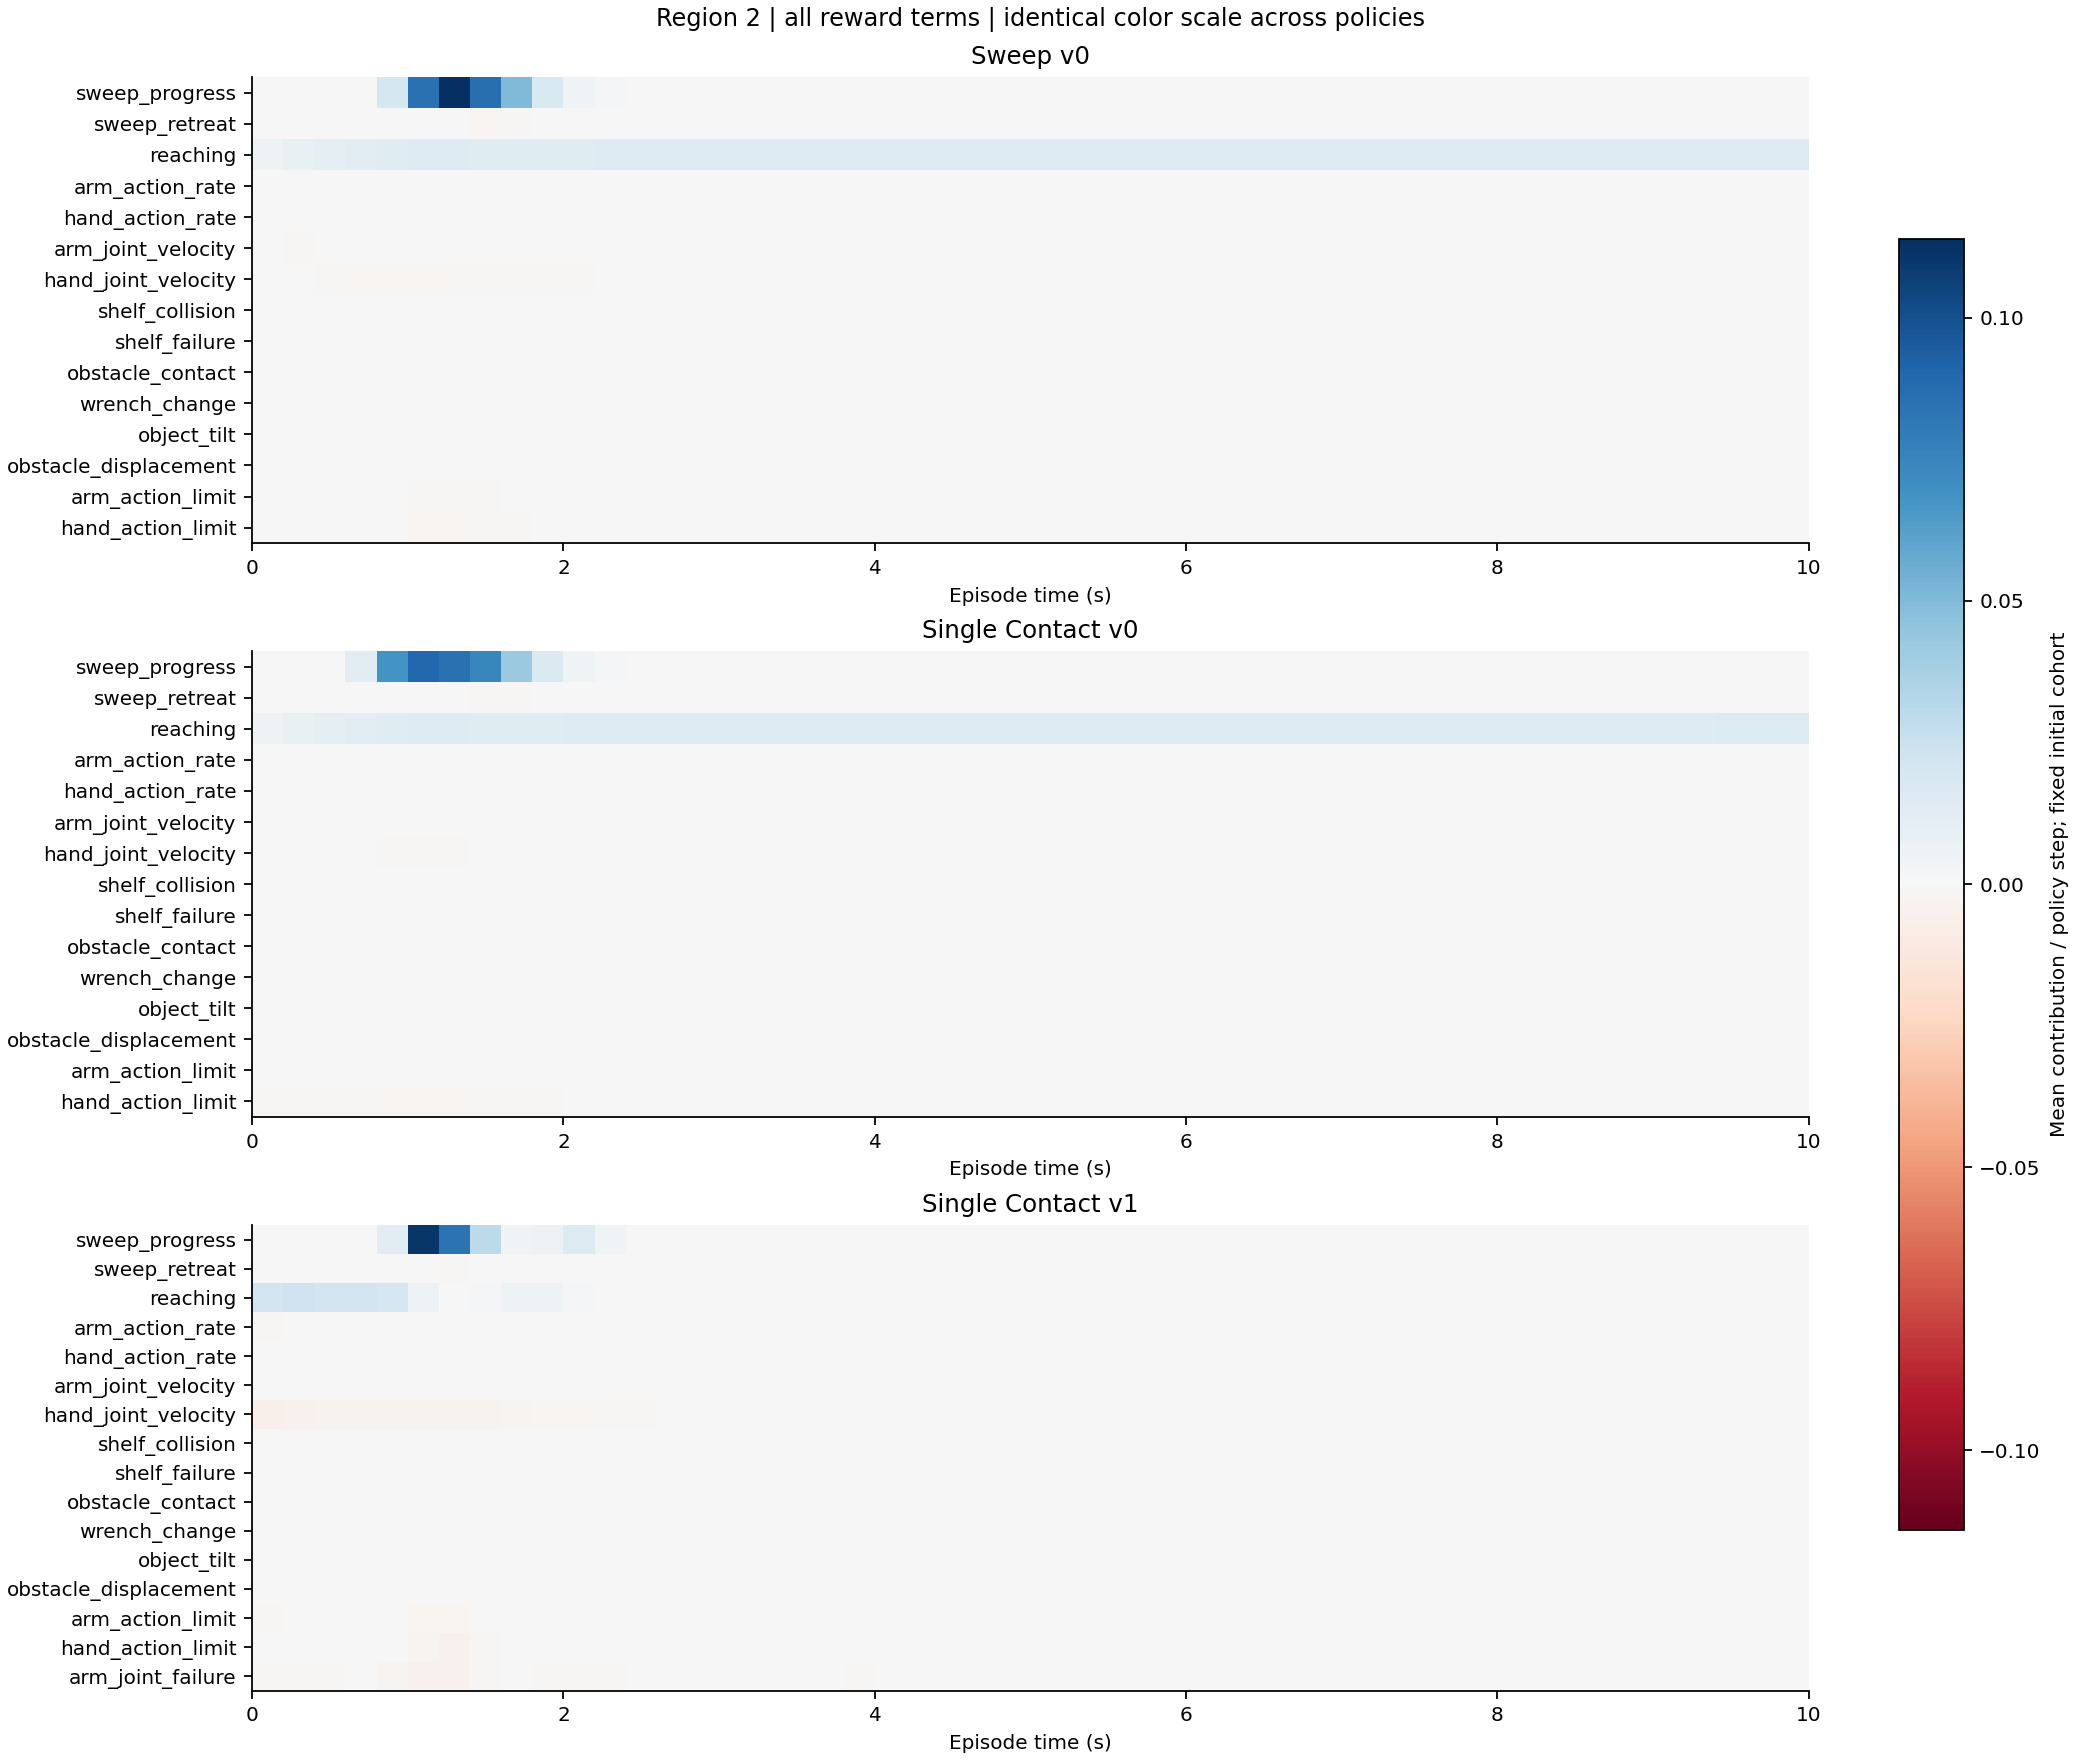 Region 2 | all reward terms | identical color scale across policies
Sweep v0
sweep_progress
sweep_retreat
reaching
arm_action_rate
hand_action_rate
arm_joint_velocity
hand_joint_velocity
shelf_collision
shelf_failure
obstacle_contact
wrench_change
object_tilt
obstacle_displacement
arm_action_limit
hand_action_limit
0 2 4 6 8 10
Episode time (s)
Single Contact v0
sweep_progress
sweep_retreat
reaching
arm_action_rate
hand_action_rate
arm_joint_velocity
hand_joint_velocity
shelf_collision
shelf_failure
obstacle_contact
wrench_change
object_tilt
obstacle_displacement
arm_action_limit
hand_action_limit
0 2 4 6 8 10
Episode time (s)
Single Contact v1
sweep_progress
sweep_retreat
reaching
arm_action_rate
hand_action_rate
arm_joint_velocity
hand_joint_velocity
shelf_collision
shelf_failure
obstacle_contact
wrench_change
object_tilt
obstacle_displacement
arm_action_limit
hand_action_limit
arm_joint_failure
0 2 4 6 8 10
Episode time (s)
0.10
0.05
0.00
−0.05
−0.10
Mean contribution / policy step; fixed initial cohort